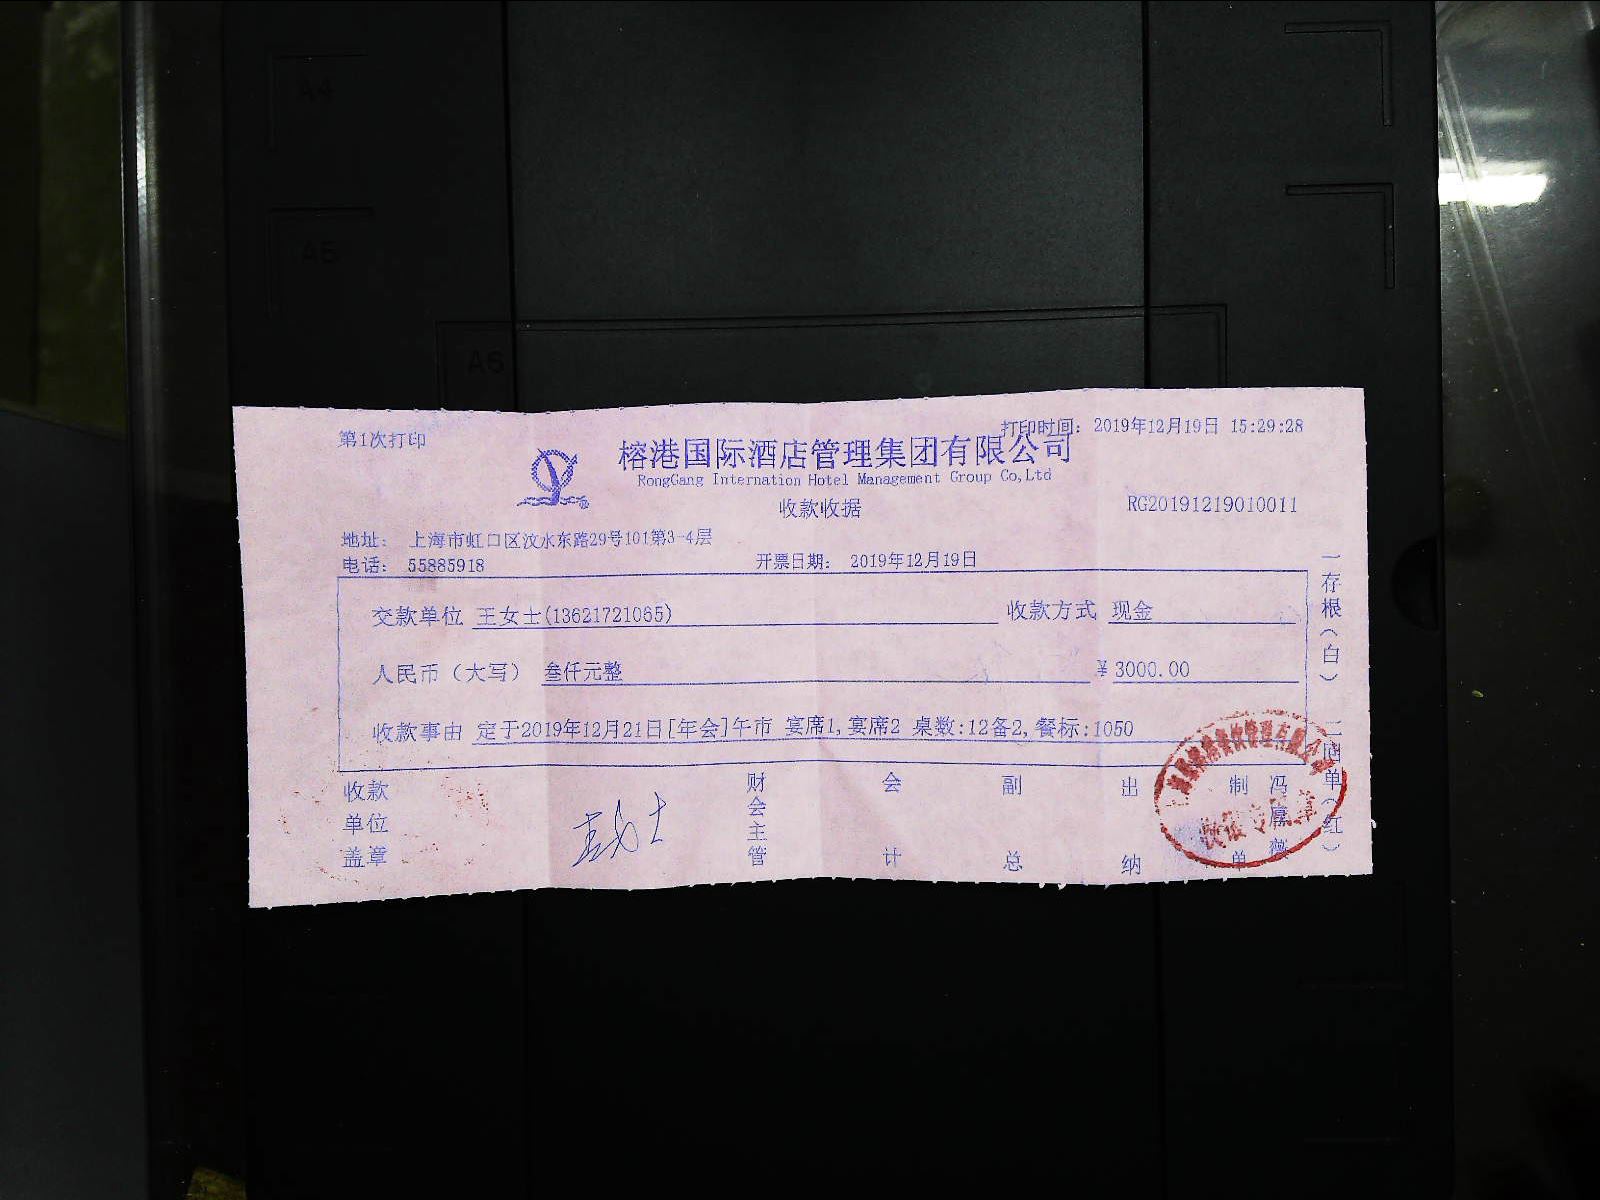 A4
A5
A6
第1次打印
打印时间: 2019年12月19日 15:29:28
榕港国际酒店管理集团有限公司
RongGang Internation Hotel Management Group Co,Ltd
收款收据
RG20191219010011
地址: 上海市虹口区汶水东路29号101第3-4层
电话: 55885918
开票日期: 2019年12月19日
交款单位 王女士(13621721065)
收款方式 现金
人民币（大写） 叁仟元整
¥3000.00
收款事由 定于2019年12月21日[年会]午市 宴席1,宴席2 桌数:12备2,餐标:1050
收款单位盖章
王女士
财会主管
会计
副总
出纳
制单
冯
一存根（白）
二回单（红）